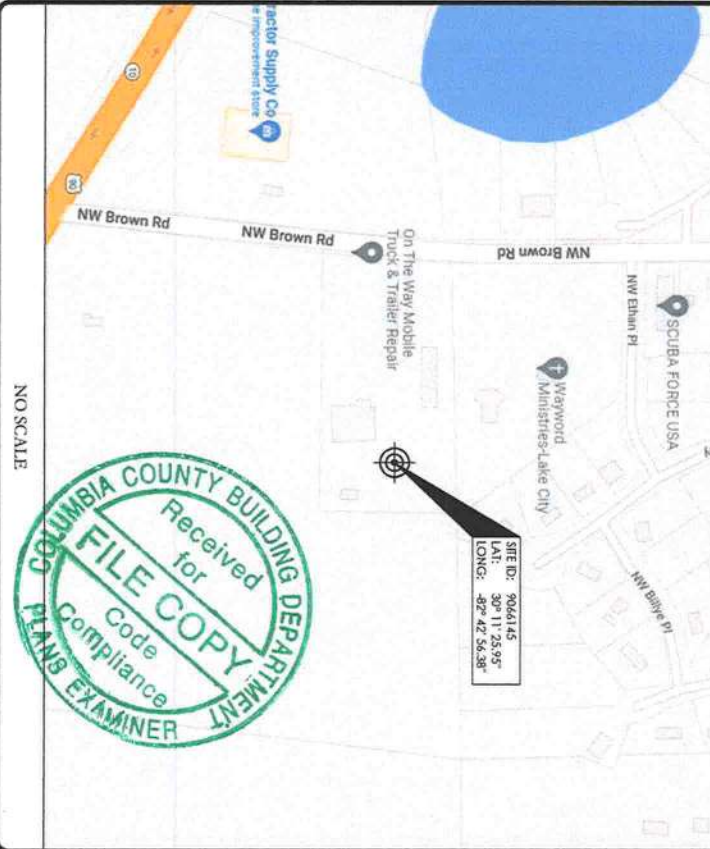 ractor Supply Co
e improvement store
10
90
NW Brown Rd
NW Brown Rd
NW Brown Rd
On The Way Mobile
Truck & Trailer Repair
NW Ethan Pl
SCUBA FORCE USA
Wayword
Ministries-Lake City
NW Billye Pl
SITE ID: 9066145
LAT: 30° 11' 25.95"
LONG: -82° 42' 56.38"
COLUMBIA COUNTY BUILDING DEPARTMENT
Received
for
FILE COPY
Code
Compliance
PLANS EXAMINER
NO SCALE